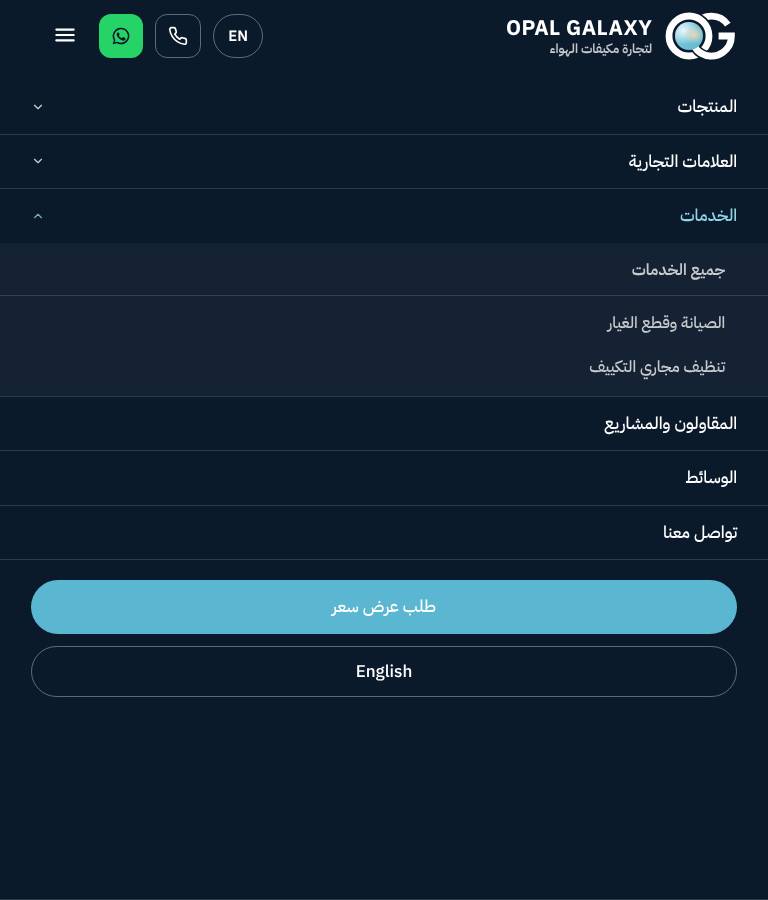 OPAL GALAXY
لتجارة مكيفات الهواء
EN
المنتجات
العلامات التجارية
الخدمات
جميع الخدمات
الصيانة وقطع الغيار
تنظيف مجاري التكييف
المقاولون والمشاريع
الوسائط
تواصل معنا
طلب عرض سعر
English